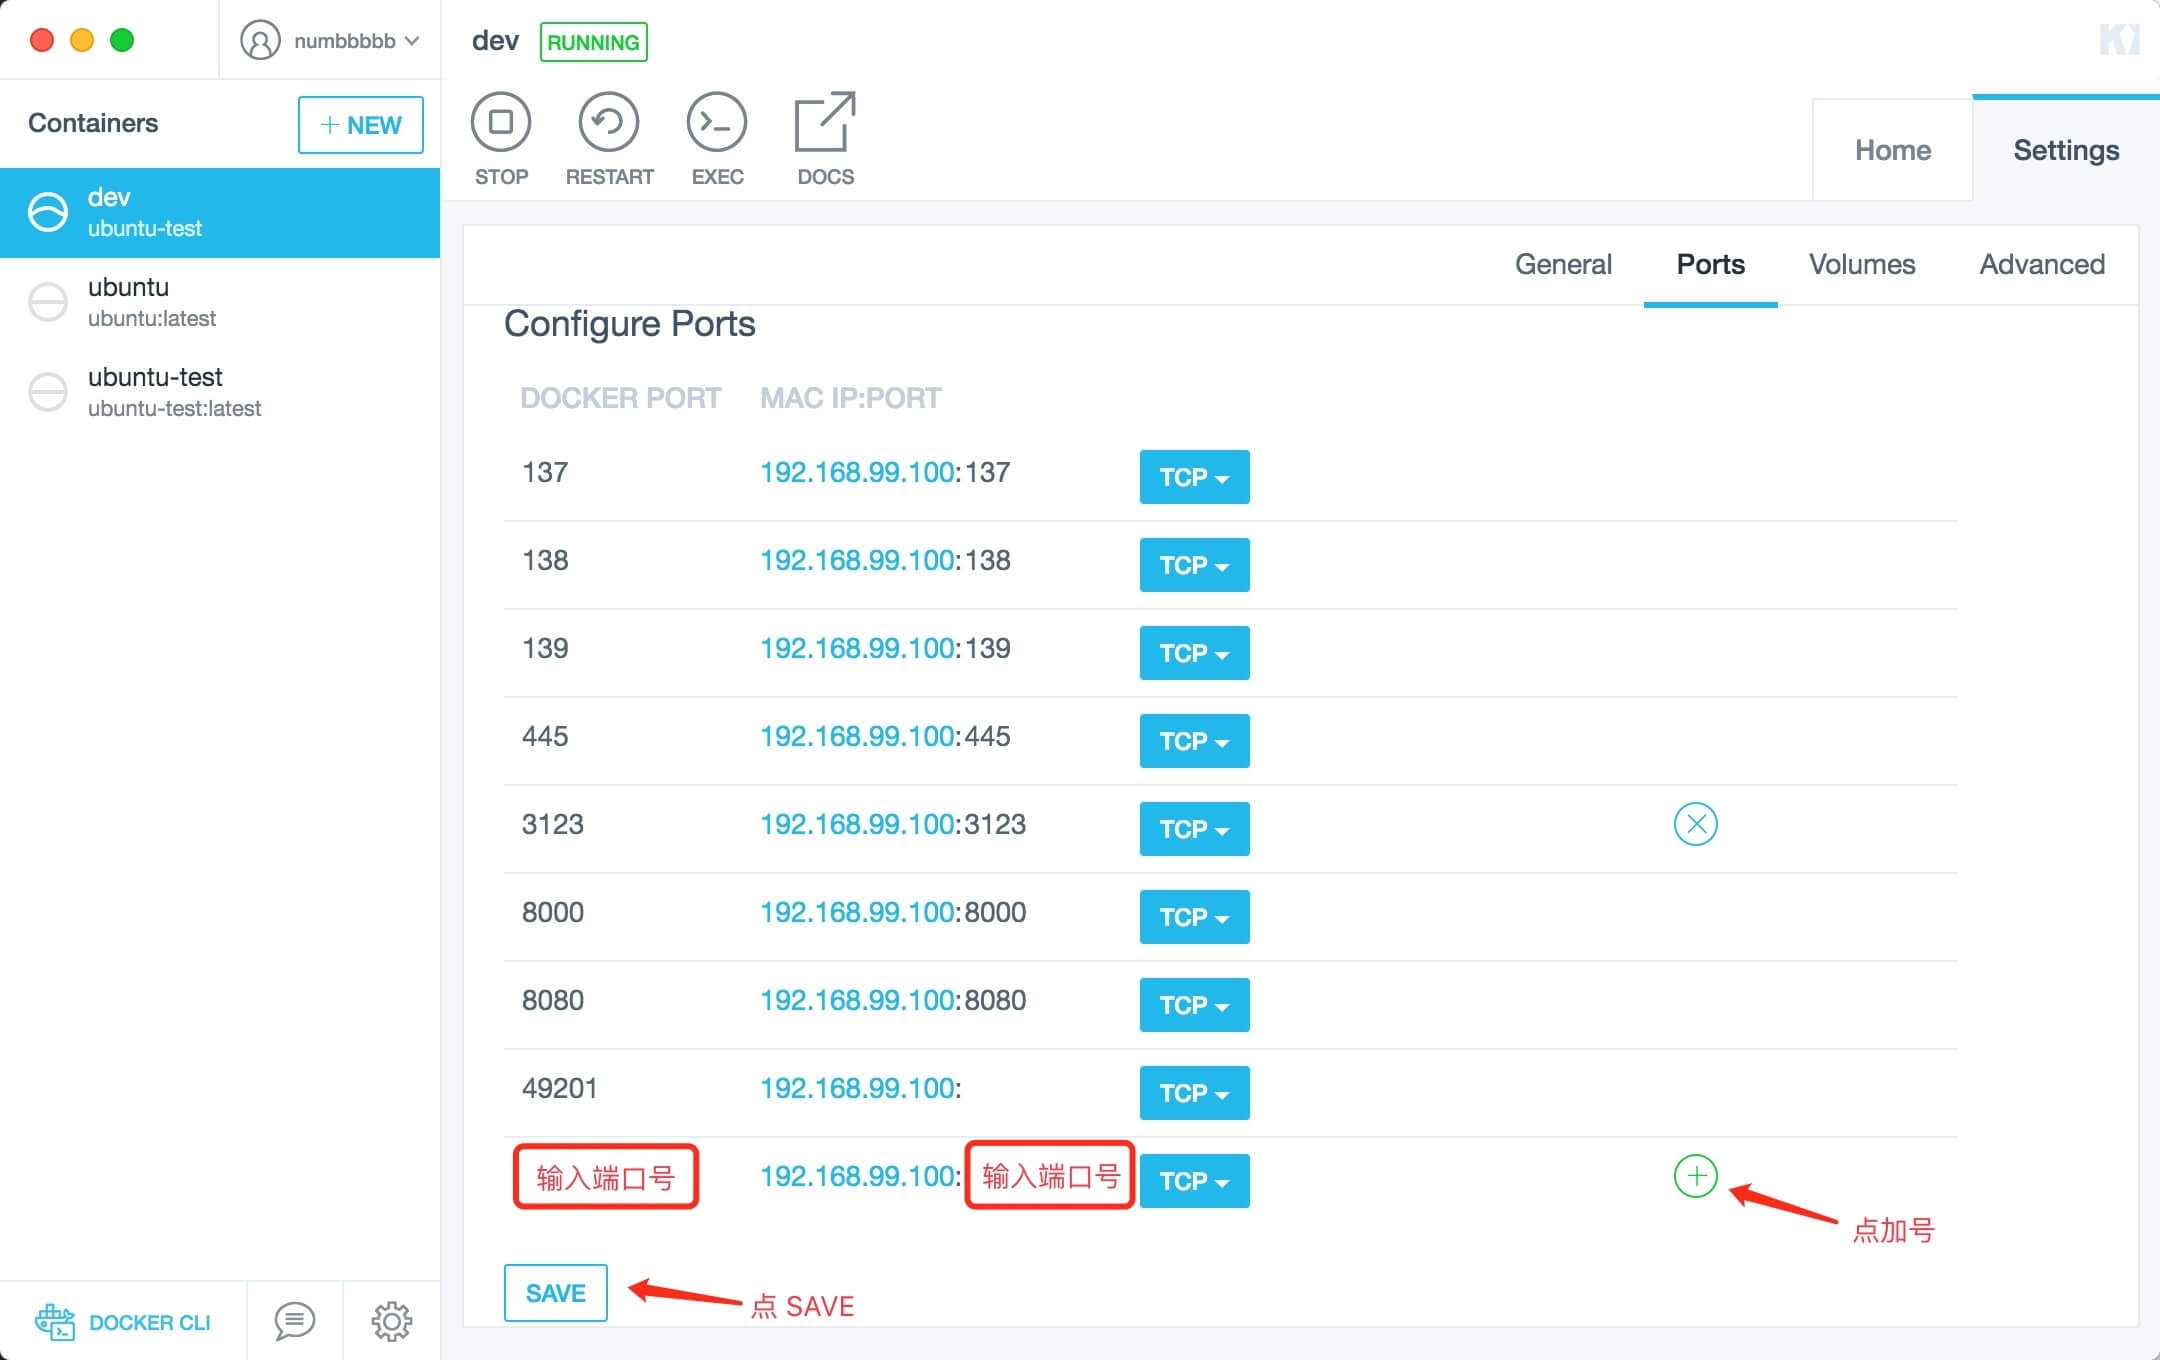 numbbbbb
dev RUNNING
Containers
+ NEW
STOP RESTART EXEC DOCS
Home Settings
dev
ubuntu-test
ubuntu
ubuntu:latest
ubuntu-test
ubuntu-test:latest
General Ports Volumes Advanced
Configure Ports
DOCKER PORT MAC IP:PORT
137 192.168.99.100:137 TCP
138 192.168.99.100:138 TCP
139 192.168.99.100:139 TCP
445 192.168.99.100:445 TCP
3123 192.168.99.100:3123 TCP
8000 192.168.99.100:8000 TCP
8080 192.168.99.100:8080 TCP
49201 192.168.99.100: TCP
输入端口号 192.168.99.100: 输入端口号 TCP
点加号
SAVE 点 SAVE
DOCKER CLI